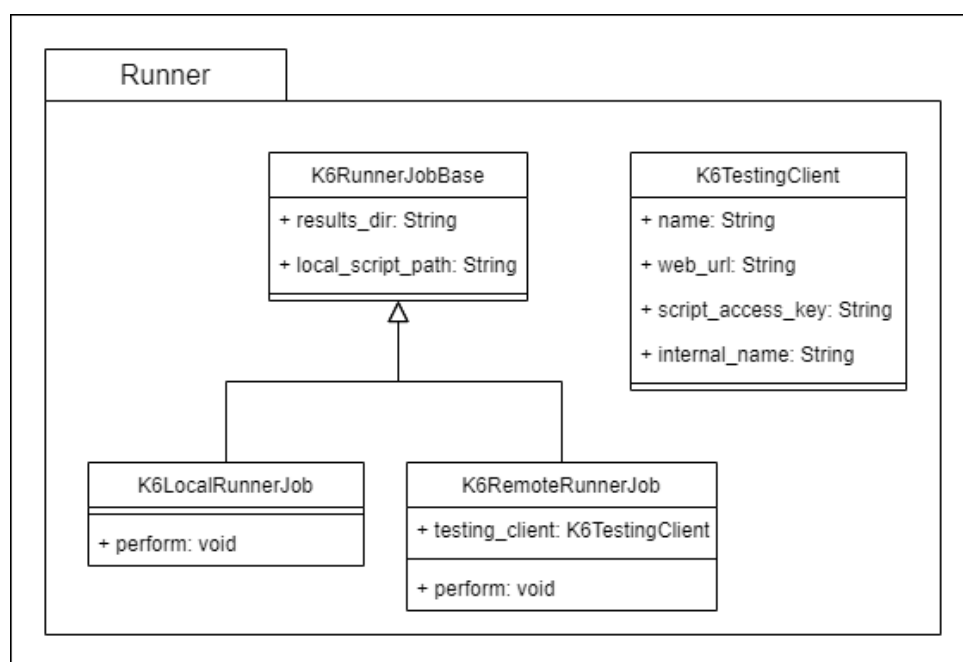 Runner
K6RunnerJobBase
+ results_dir: String
+ local_script_path: String
K6TestingClient
+ name: String
+ web_url: String
+ script_access_key: String
+ internal_name: String
K6LocalRunnerJob
+ perform: void
K6RemoteRunnerJob
+ testing_client: K6TestingClient
+ perform: void